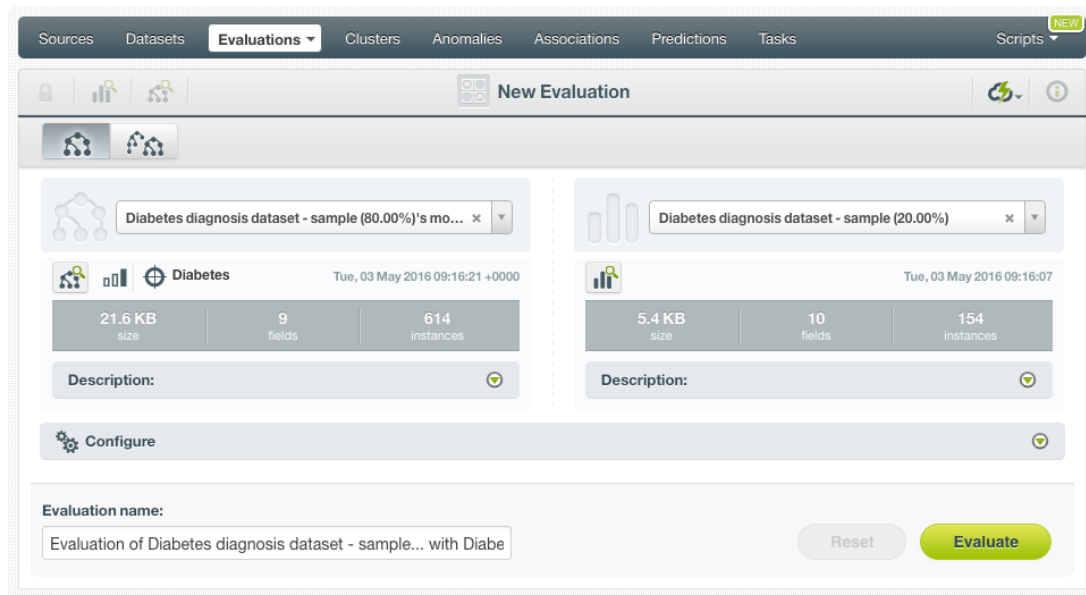 NEW
Sources Datasets Evaluations Clusters Anomalies Associations Predictions Tasks Scripts
New Evaluation
Diabetes diagnosis dataset - sample (80.00%)'s mo... Diabetes diagnosis dataset - sample (20.00%)
Diabetes Tue, 03 May 2016 09:16:21 +0000 Tue, 03 May 2016 09:16:07
21.6 KB 9 614 5.4 KB 10 154
size fields instances size fields instances
Description: Description:
Configure
Evaluation name:
Evaluation of Diabetes diagnosis dataset - sample... with Diabe Reset Evaluate